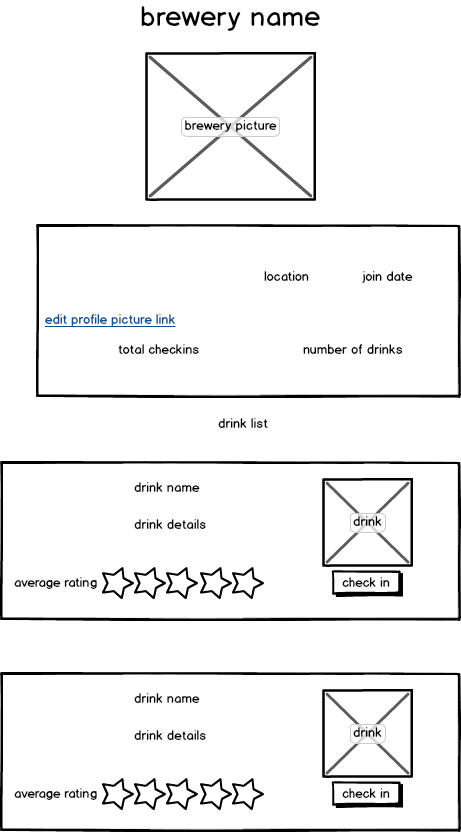 brewery name
brewery picture
location join date
edit profile picture link
total checkins number of drinks
drink list
drink name
drink details
drink
average rating
check in
drink name
drink details
drink
average rating
check in